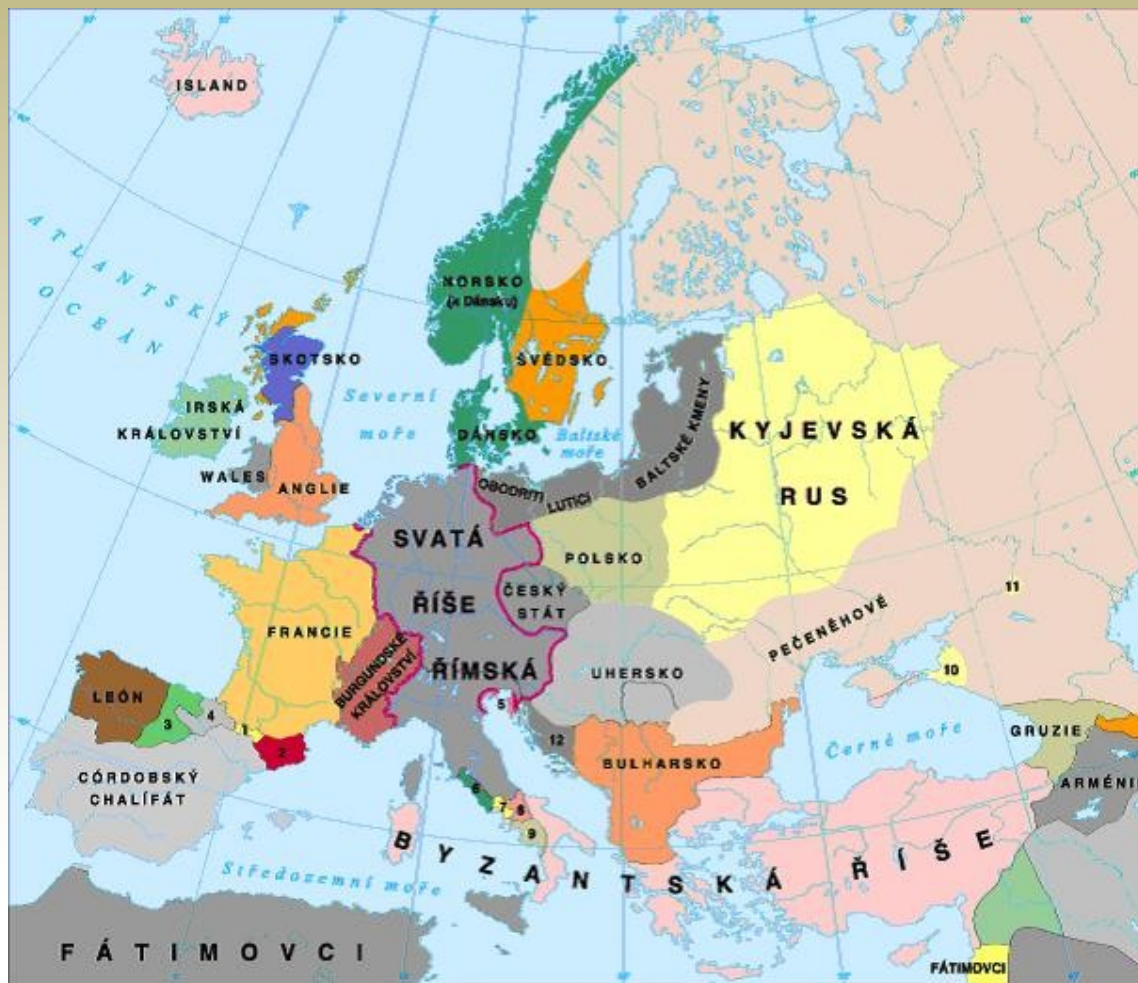 ISLAND
ATLANTSKÝ
OCEÁN
NORSKO
(k Dánsku)
ŠVÉDSKO
SKOTSKO
IRSKÁ
KRÁLOVSTVÍ
WALES
ANGLIE
Severní
moře
DÁNSKO
Baltské
moře
BALTSKÉ KMENY
OBODRITI
LUTICI
KYJEVSKÁ
RUS
SVATÁ
ŘÍŠE
ŘÍMSKÁ
POLSKO
ČESKÝ
STÁT
FRANCIE
BURGUNDSKÉ
KRÁLOVSTVÍ
UHERSKO
PEČENĚHOVÉ
11
10
LEÓN
3
4
1
2
5
12
BULHARSKO
Černé moře
GRUZIE
ARMÉNI
CÓRDOBSKÝ
CHALÍFÁT
6
7
8
9
BYZANTSKÁ ŘÍŠE
Středozemní moře
FÁTIMOVCI
FÁTIMOVCI